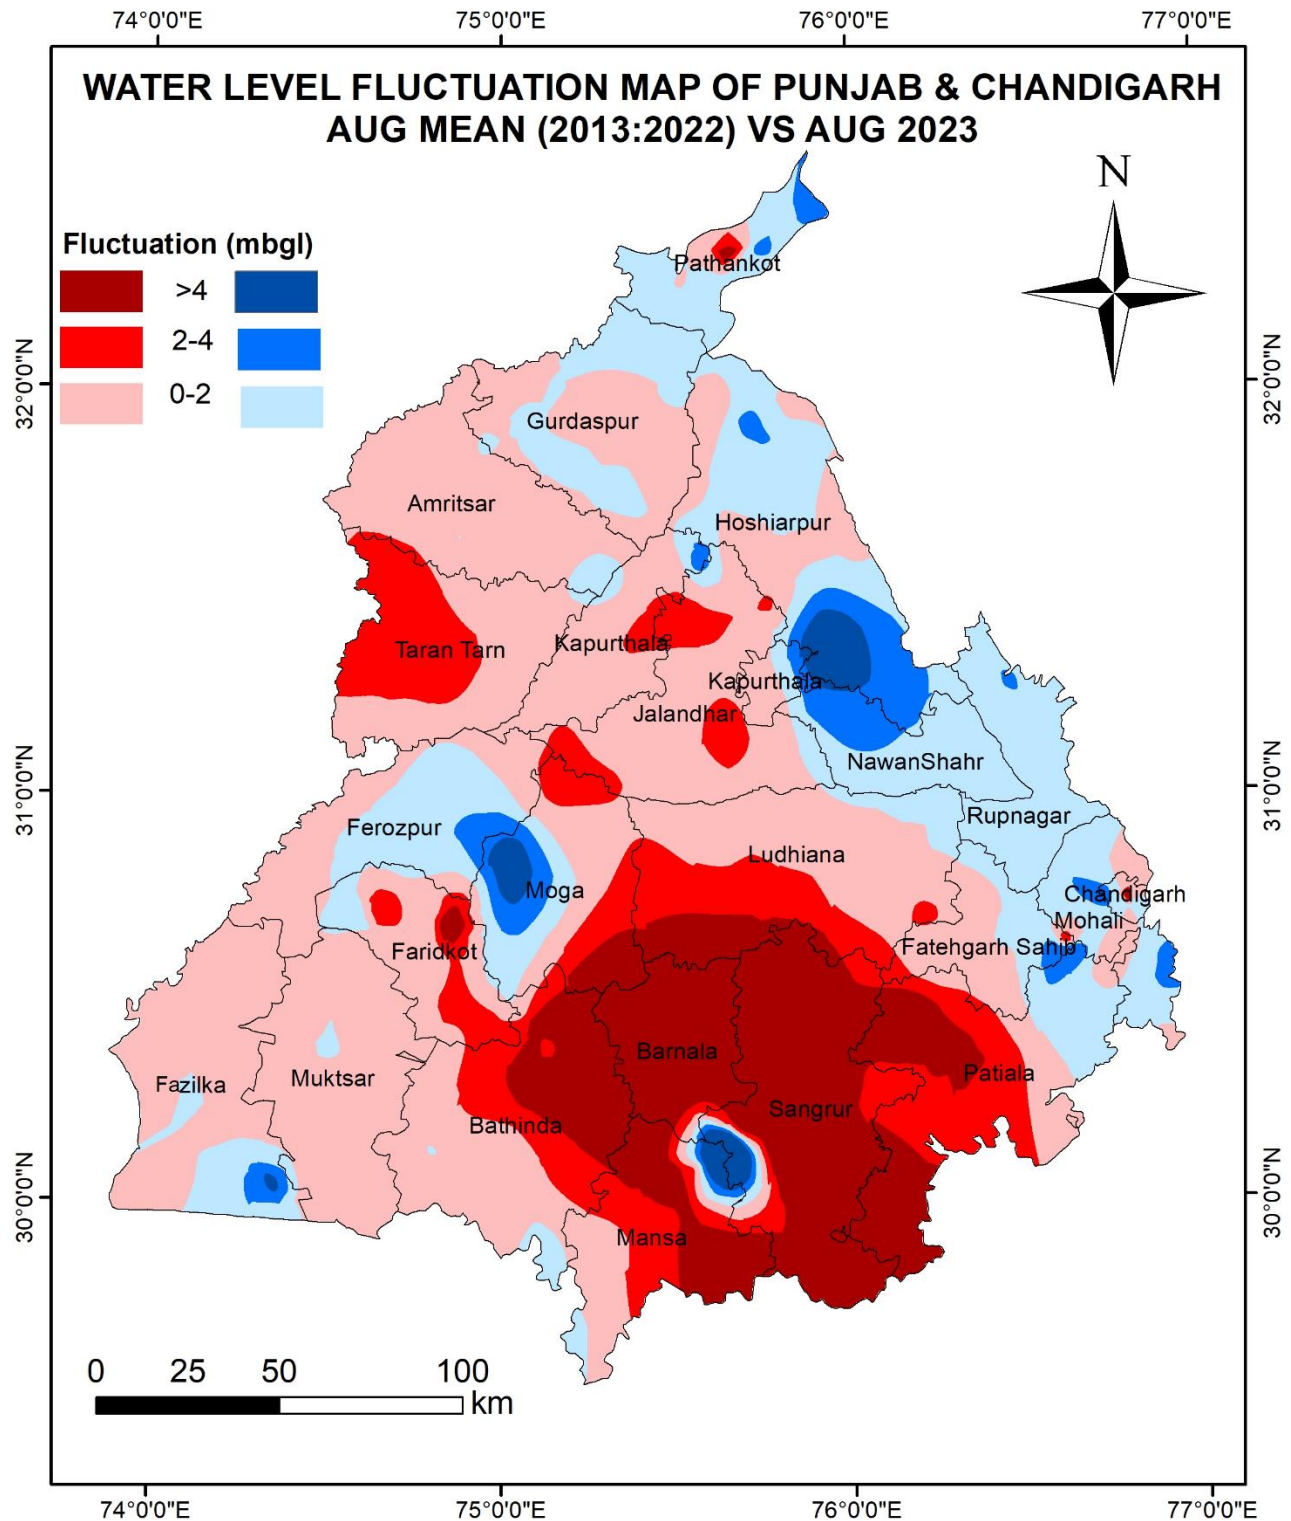 74°0'0"E 75°0'0"E 76°0'0"E 77°0'0"E
WATER LEVEL FLUCTUATION MAP OF PUNJAB & CHANDIGARH
AUG MEAN (2013:2022) VS AUG 2023
N
Fluctuation (mbgl)
>4
2-4
0-2
Pathankot
32°0'0"N 32°0'0"N
Gurdaspur
Amritsar
Hoshiarpur
Taran Tarn
Kapurthala
Kapurthala
Jalandhar
NawanShahr
31°0'0"N 31°0'0"N
Rupnagar
Ferozpur
Ludhiana
Moga
Chandigarh
Mohali
Faridkot
Fatehgarh Sahib
Barnala
Patiala
Muktsar
Fazilka
Sangrur
Bathinda
30°0'0"N 30°0'0"N
Mansa
0 25 50 100
km
74°0'0"E 75°0'0"E 76°0'0"E 77°0'0"E